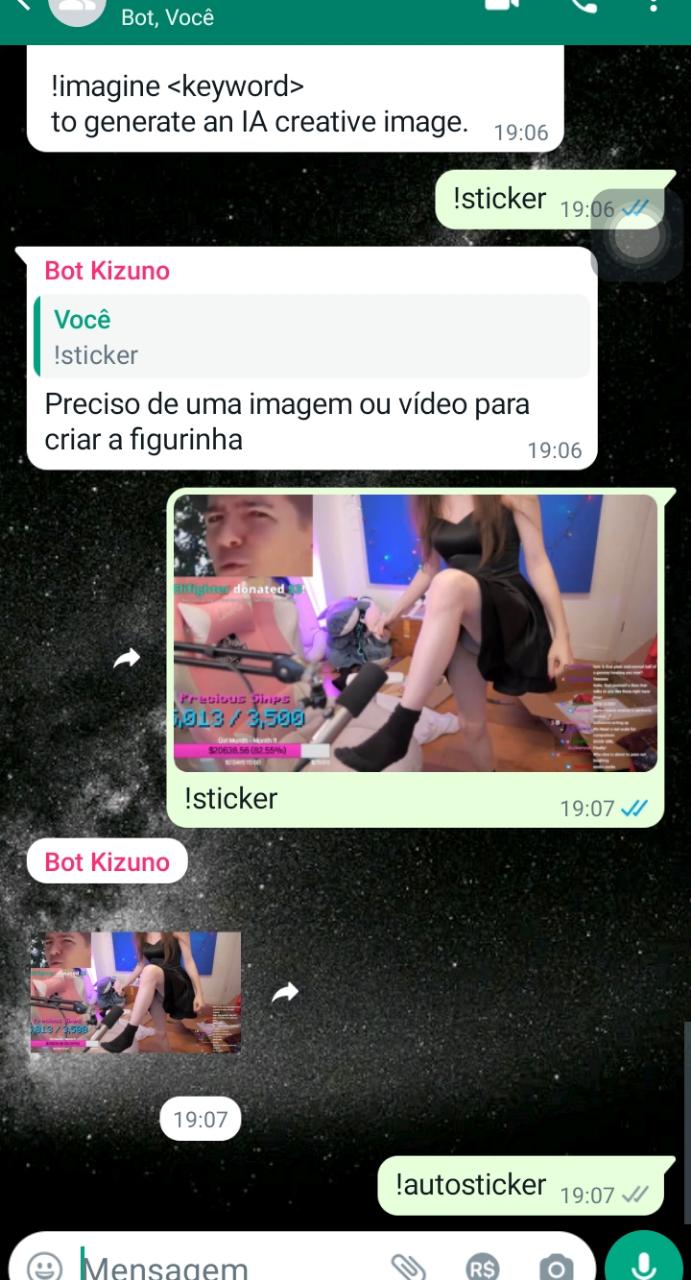 Bot, Você
!imagine <keyword>
to generate an IA creative image.
19:06
!sticker
19:06
Bot Kizuno
Você
!sticker
Preciso de uma imagem ou vídeo para
criar a figurinha
19:06
donated
Precious Simps
/ 3,500
$20638.56 (82.55%)
!sticker
19:07
Bot Kizuno
19:07
!autosticker
19:07
Mensagem
R$